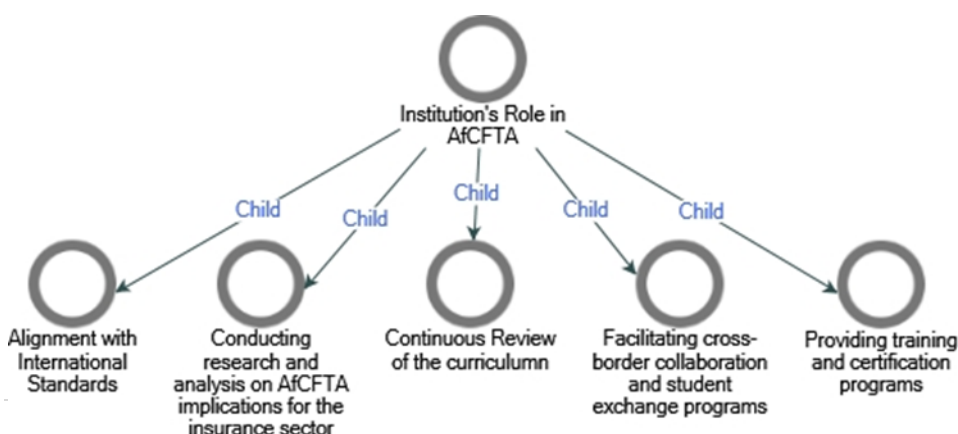 Institution's Role in
AfCFTA
Child
Child
Child
Child
Child
Alignment with
International
Standards
Conducting
research and
analysis on AfCFTA
implications for the
insurance sector
Continuous Review
of the curriculumn
Facilitating cross-
border collaboration
and student
exchange programs
Providing training
and certification
programs